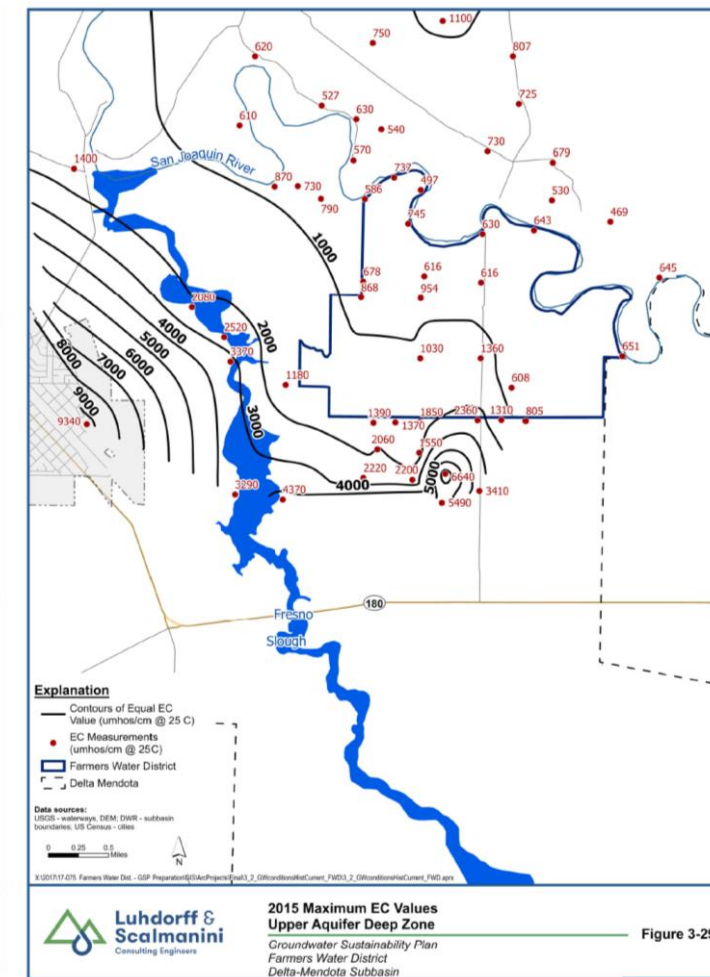 1100
750
620
807
527
725
610
630
540
730
570
679
1400
San Joaquin River
737
870
730
497
586
530
790
745
469
630
643
1000
678
616
616
645
868
954
2080
2000
2520
4000
5000
3370
1030
1360
651
8000
7000
6000
1180
608
9000
3000
1390
1370
1850
2360
1310
805
9340
2060
1550
2220
2200
5000
6640
4000
3290
4370
3410
5490
180
Fresno
Slough
Explanation
Contours of Equal EC
Value (umhos/cm @ 25 C)
EC Measurements
(umhos/cm @ 25C)
Farmers Water District
Delta Mendota
Data sources:
USGS - waterways, DEM; DWR - subbasin
boundaries; US Census - cities
0 0.25 0.5
Miles
N
Luhdorff &
Scalmanini
Consulting Engineers
2015 Maximum EC Values
Upper Aquifer Deep Zone
Groundwater Sustainability Plan
Farmers Water District
Delta-Mendota Subbasin
Figure 3-29